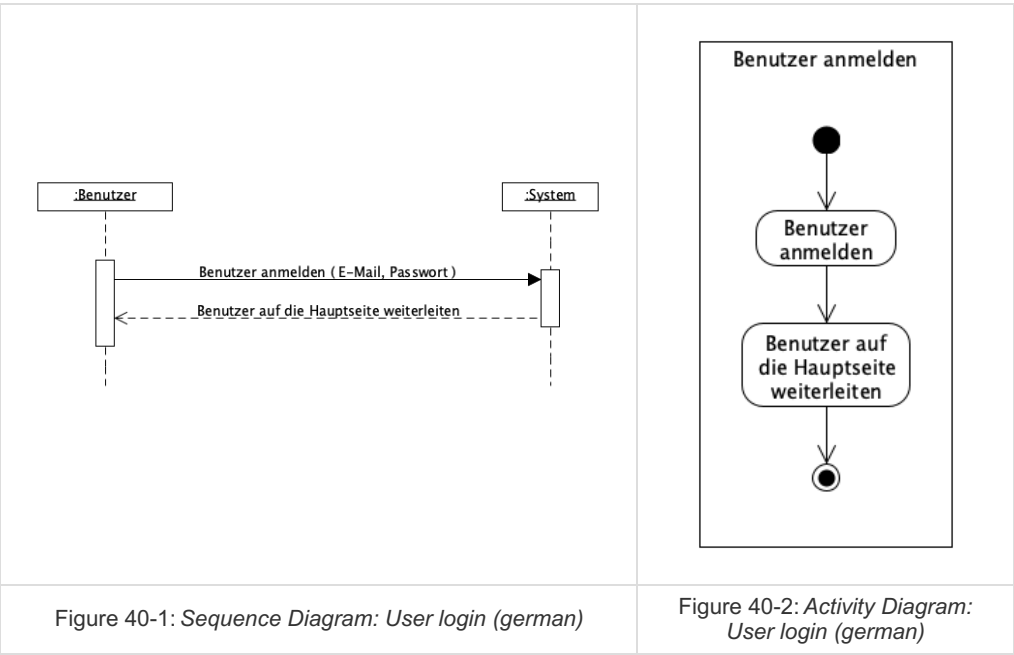 :Benutzer
:System
Benutzer anmelden ( E-Mail, Passwort )
Benutzer auf die Hauptseite weiterleiten
Benutzer anmelden
Benutzer
anmelden
Benutzer auf
die Hauptseite
weiterleiten
Figure 40-1: Sequence Diagram: User login (german)
Figure 40-2: Activity Diagram:
User login (german)